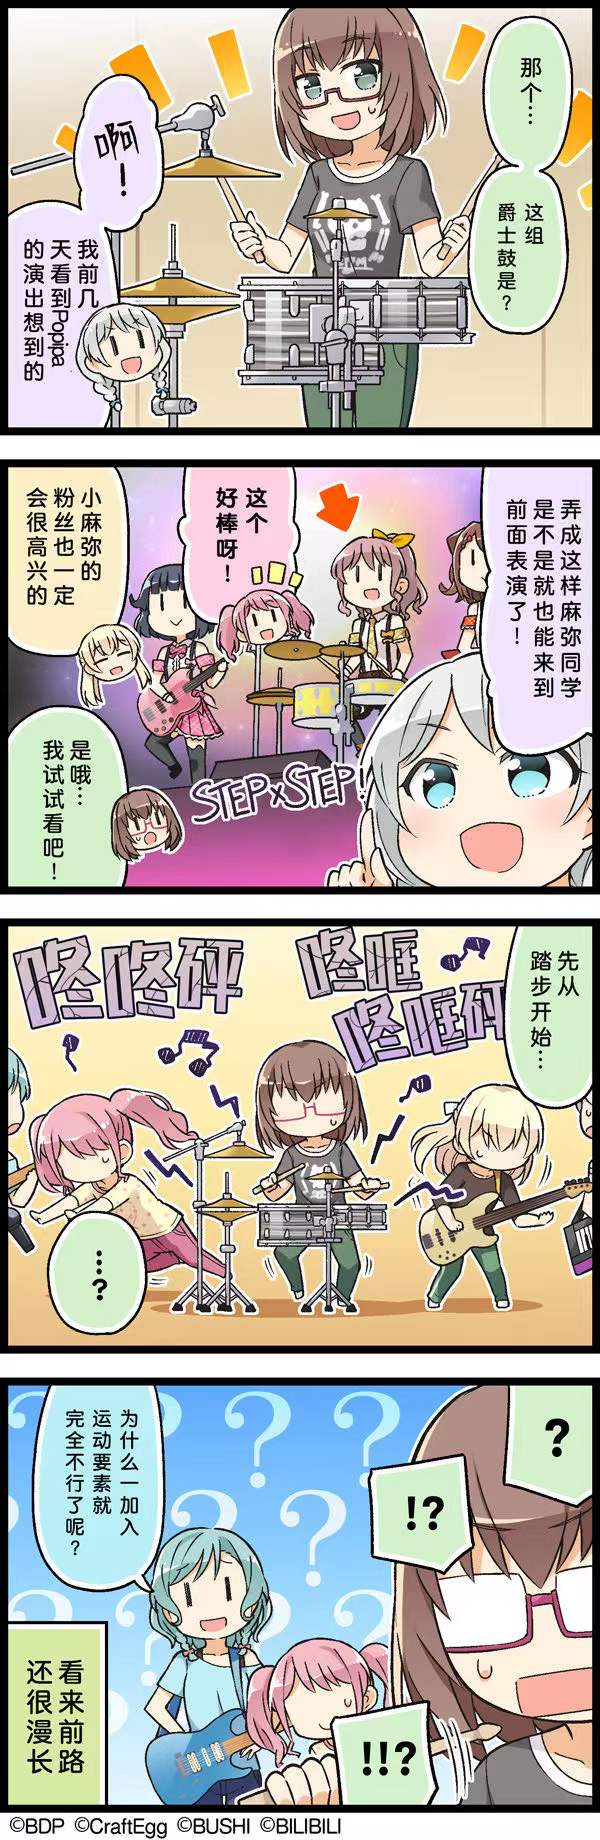 那个…
这组
爵士鼓是?
啊!
我前几
天看到Popipa
的演出想到的
弄成这样麻弥同学
是不是就也能来到
前面表演了!
这个
好棒呀!
小麻弥的
粉丝也一定
会很高兴的
是哦…
我试试看吧!
STEP×STEP!
先从
踏步开始…
咚哐
咚哐砰
咚咚砰
…?
?
!?
!!?
为什么一加入
运动要素就
完全不行了呢?
看来前路
还很漫长
©BDP ©CraftEgg ©BUSHI ©BILIBILI